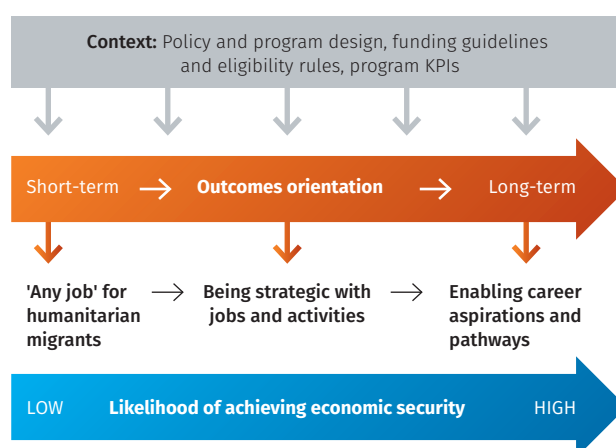 Context: Policy and program design, funding guidelines
and eligibility rules, program KPIs
Short-term → Outcomes orientation → Long-term
'Any job' for → Being strategic with → Enabling career
humanitarian jobs and activities aspirations and
migrants pathways
LOW Likelihood of achieving economic security HIGH